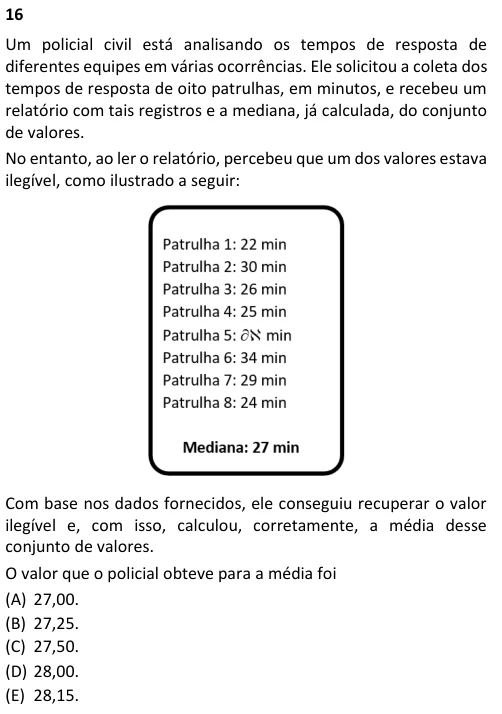 16
Um policial civil está analisando os tempos de resposta de
diferentes equipes em várias ocorrências. Ele solicitou a coleta dos
tempos de resposta de oito patrulhas, em minutos, e recebeu um
relatório com tais registros e a mediana, já calculada, do conjunto
de valores.
No entanto, ao ler o relatório, percebeu que um dos valores estava
ilegível, como ilustrado a seguir:
Patrulha 1: 22 min
Patrulha 2: 30 min
Patrulha 3: 26 min
Patrulha 4: 25 min
Patrulha 5: ∂ℵ min
Patrulha 6: 34 min
Patrulha 7: 29 min
Patrulha 8: 24 min
Mediana: 27 min
Com base nos dados fornecidos, ele conseguiu recuperar o valor
ilegível e, com isso, calculou, corretamente, a média desse
conjunto de valores.
O valor que o policial obteve para a média foi
(A) 27,00.
(B) 27,25.
(C) 27,50.
(D) 28,00.
(E) 28,15.